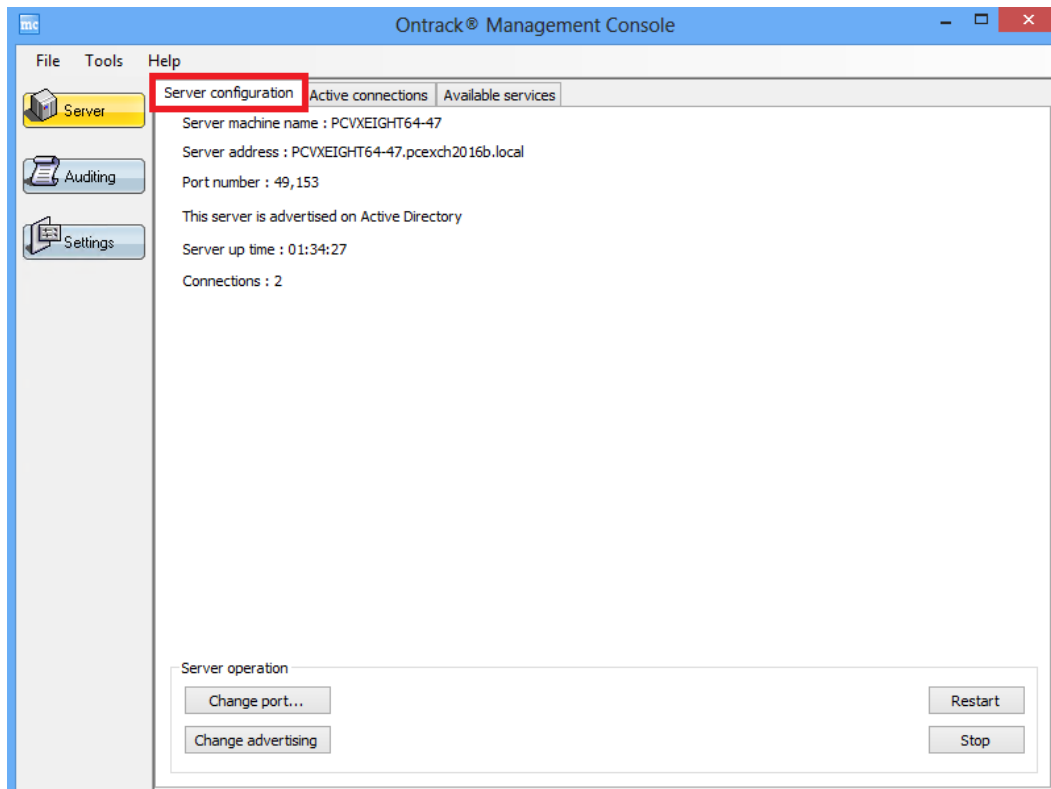 mc
Ontrack® Management Console
File Tools Help
Server
Auditing
Settings
Server configuration
Active connections
Available services
Server machine name : PCVXEIGHT64-47
Server address : PCVXEIGHT64-47.pcexch2016b.local
Port number : 49,153
This server is advertised on Active Directory
Server up time : 01:34:27
Connections : 2
Server operation
Change port...
Restart
Change advertising
Stop